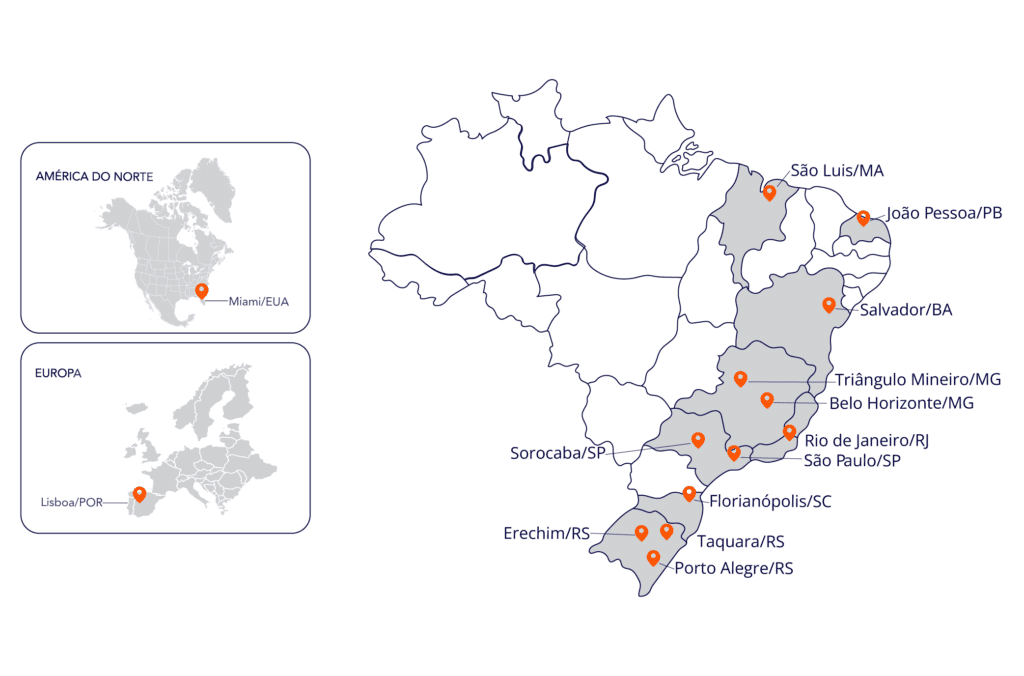 AMÉRICA DO NORTE
Miami/EUA
EUROPA
Lisboa/POR
São Luis/MA
João Pessoa/PB
Salvador/BA
Triângulo Mineiro/MG
Belo Horizonte/MG
Rio de Janeiro/RJ
Sorocaba/SP
São Paulo/SP
Florianópolis/SC
Erechim/RS
Taquara/RS
Porto Alegre/RS